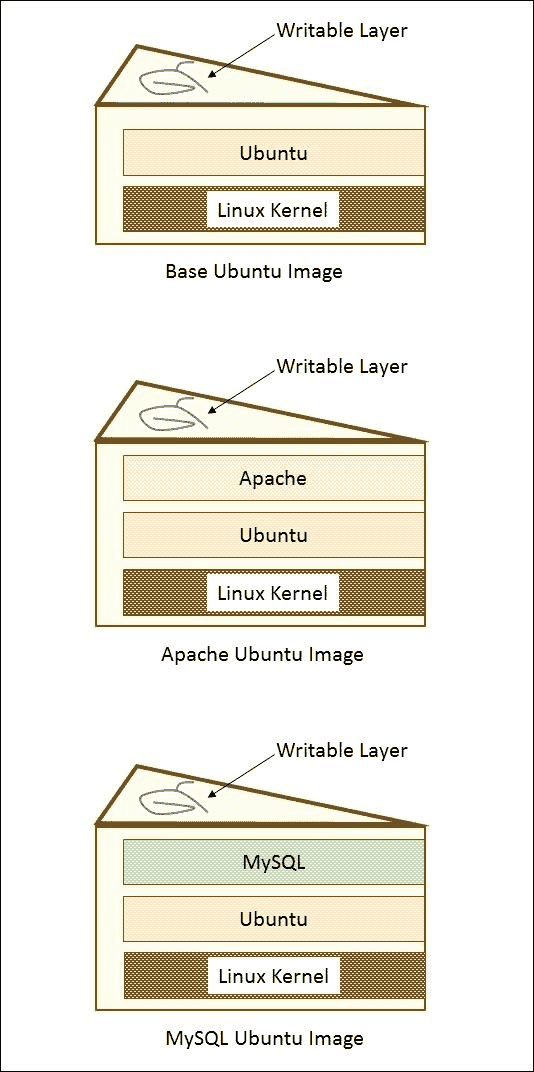 Writable Layer
Ubuntu
Linux Kernel
Base Ubuntu Image
Writable Layer
Apache
Ubuntu
Linux Kernel
Apache Ubuntu Image
Writable Layer
MySQL
Ubuntu
Linux Kernel
MySQL Ubuntu Image